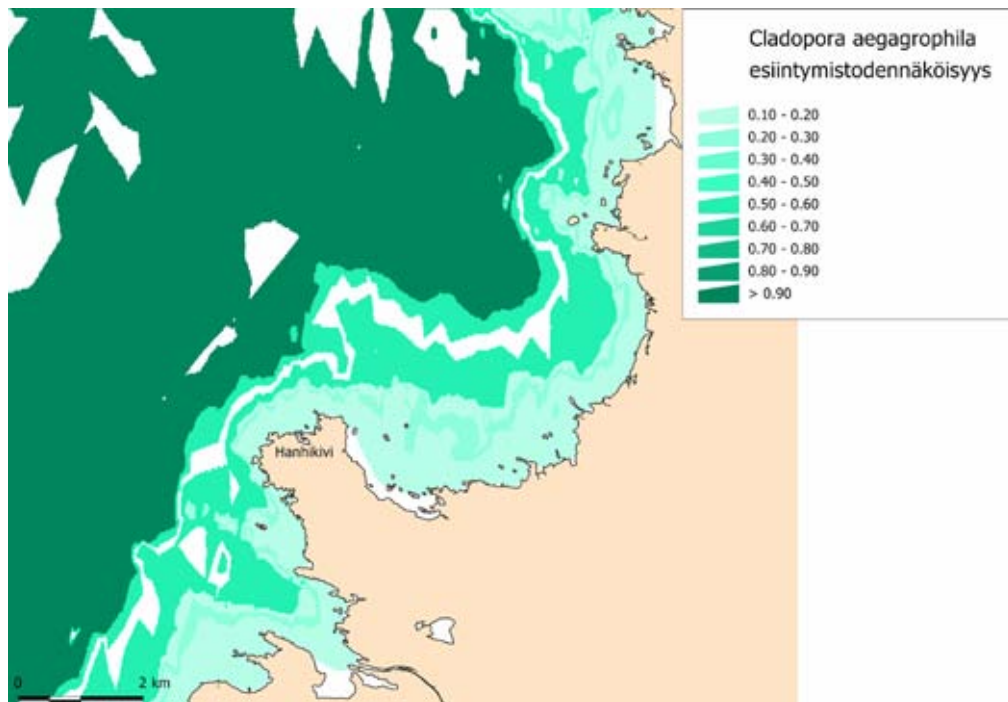 Cladopora aegagrophila
esiintymistodennäköisyys
0.10 - 0.20
0.20 - 0.30
0.30 - 0.40
0.40 - 0.50
0.50 - 0.60
0.60 - 0.70
0.70 - 0.80
0.80 - 0.90
> 0.90
Hanhikivi
0 2 km